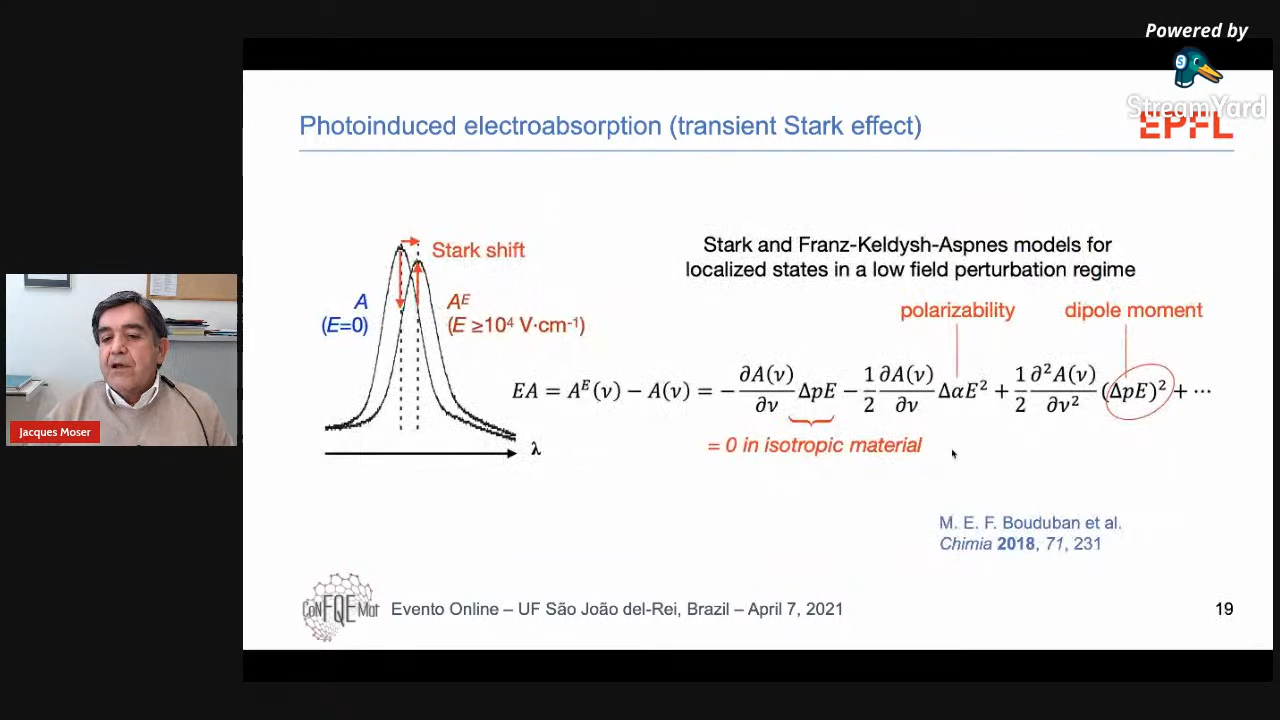 Powered by
StreamYard
Photoinduced electroabsorption (transient Stark effect)
EPFL
Stark shift
A
(E=0)
Aᴱ
(E ≥10⁴ V·cm⁻¹)
λ
Stark and Franz-Keldysh-Aspnes models for
localized states in a low field perturbation regime
polarizability
dipole moment
EA = Aᴱ(ν) − A(ν) = − ∂A(ν)/∂ν ΔpE − 1/2 ∂A(ν)/∂ν ΔαE² + 1/2 ∂²A(ν)/∂ν² (ΔpE)² + ⋯
= 0 in isotropic material
M. E. F. Bouduban et al.
Chimia 2018, 71, 231
Jacques Moser
CoNFQEMat
Evento Online – UF São João del-Rei, Brazil – April 7, 2021
19